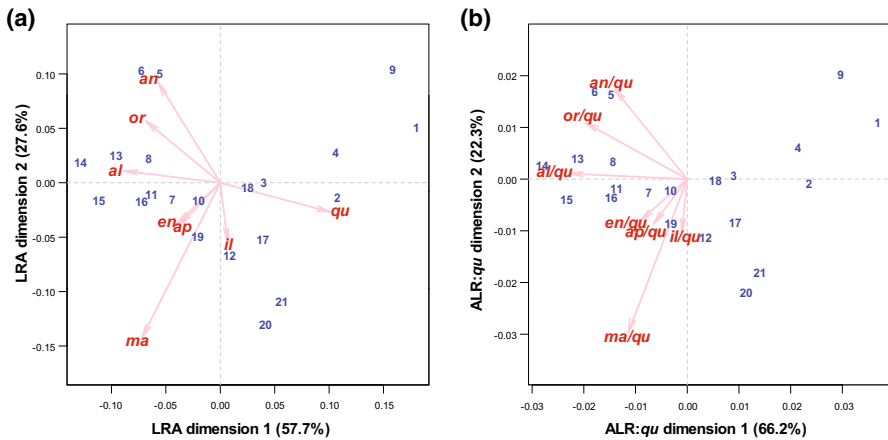 (a)
(b)
LRA dimension 2 (27.6%)
0.10
0.05
0.00
-0.05
-0.10
-0.15
6 5 9
an
or
1
4
13 8
14
al
18 3
2
15 16 11 7 10
qu
en
ap
19 il 17
12
21
20
ma
-0.10 -0.05 0.00 0.05 0.10 0.15
LRA dimension 1 (57.7%)
ALR:qu dimension 2 (22.3%)
0.02
0.01
0.00
-0.01
-0.02
-0.03
9
an/qu
6 5
or/qu
1
4
14 13 8
al/qu
18 3
2
15 16 11 7 10
en/qu
19 17
ap/qu il/qu 12
18
20
ma/qu
-0.03 -0.02 -0.01 0.00 0.01 0.02 0.03
ALR:qu dimension 1 (66.2%)